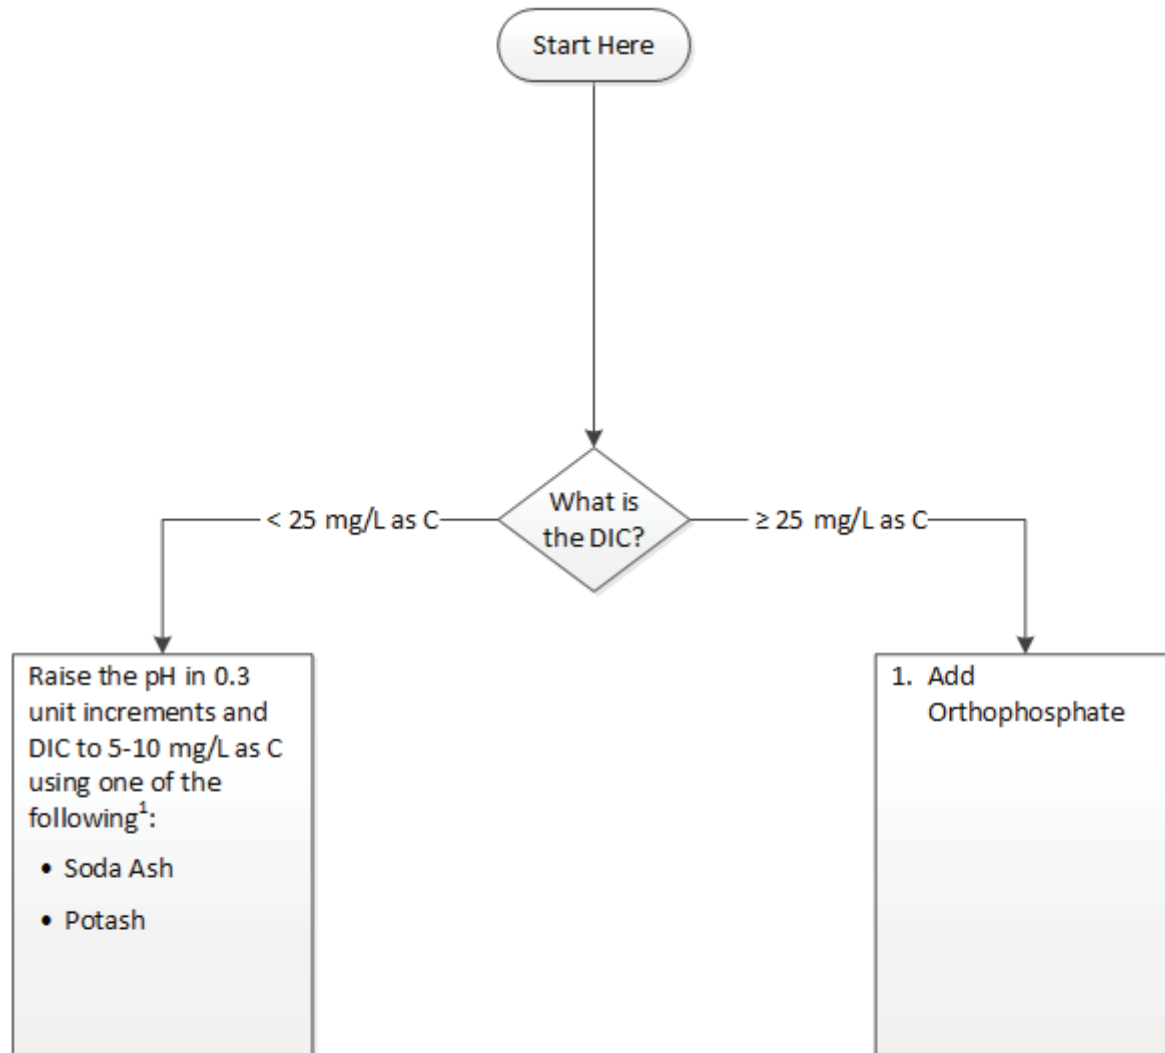 Start Here
What is
the DIC?
< 25 mg/L as C
≥ 25 mg/L as C
Raise the pH in 0.3
unit increments and
DIC to 5-10 mg/L as C
using one of the
following¹:
• Soda Ash
• Potash
1. Add
Orthophosphate